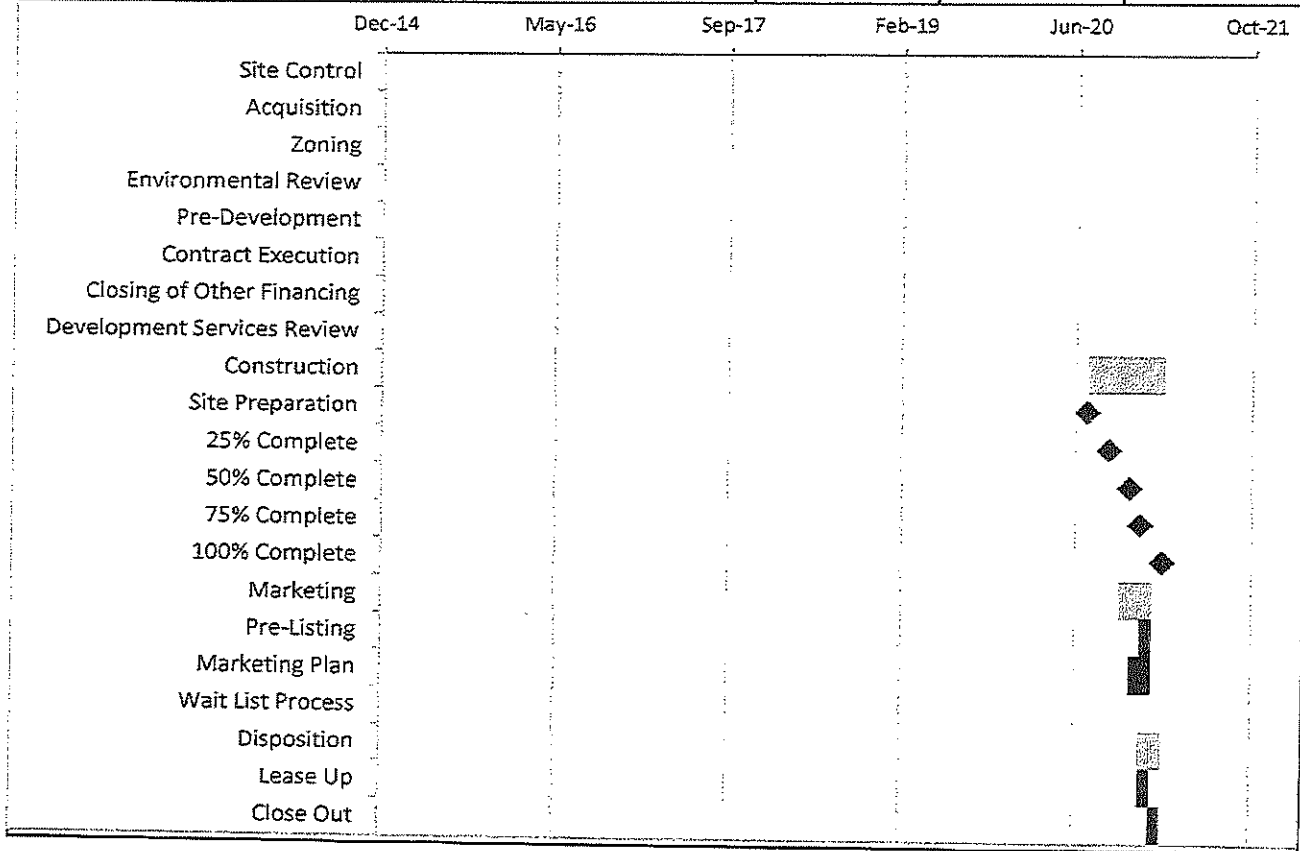 Dec-14 May-16 Sep-17 Feb-19 Jun-20 Oct-21
Site Control
Acquisition
Zoning
Environmental Review
Pre-Development
Contract Execution
Closing of Other Financing
Development Services Review
Construction
Site Preparation
25% Complete
50% Complete
75% Complete
100% Complete
Marketing
Pre-Listing
Marketing Plan
Wait List Process
Disposition
Lease Up
Close Out